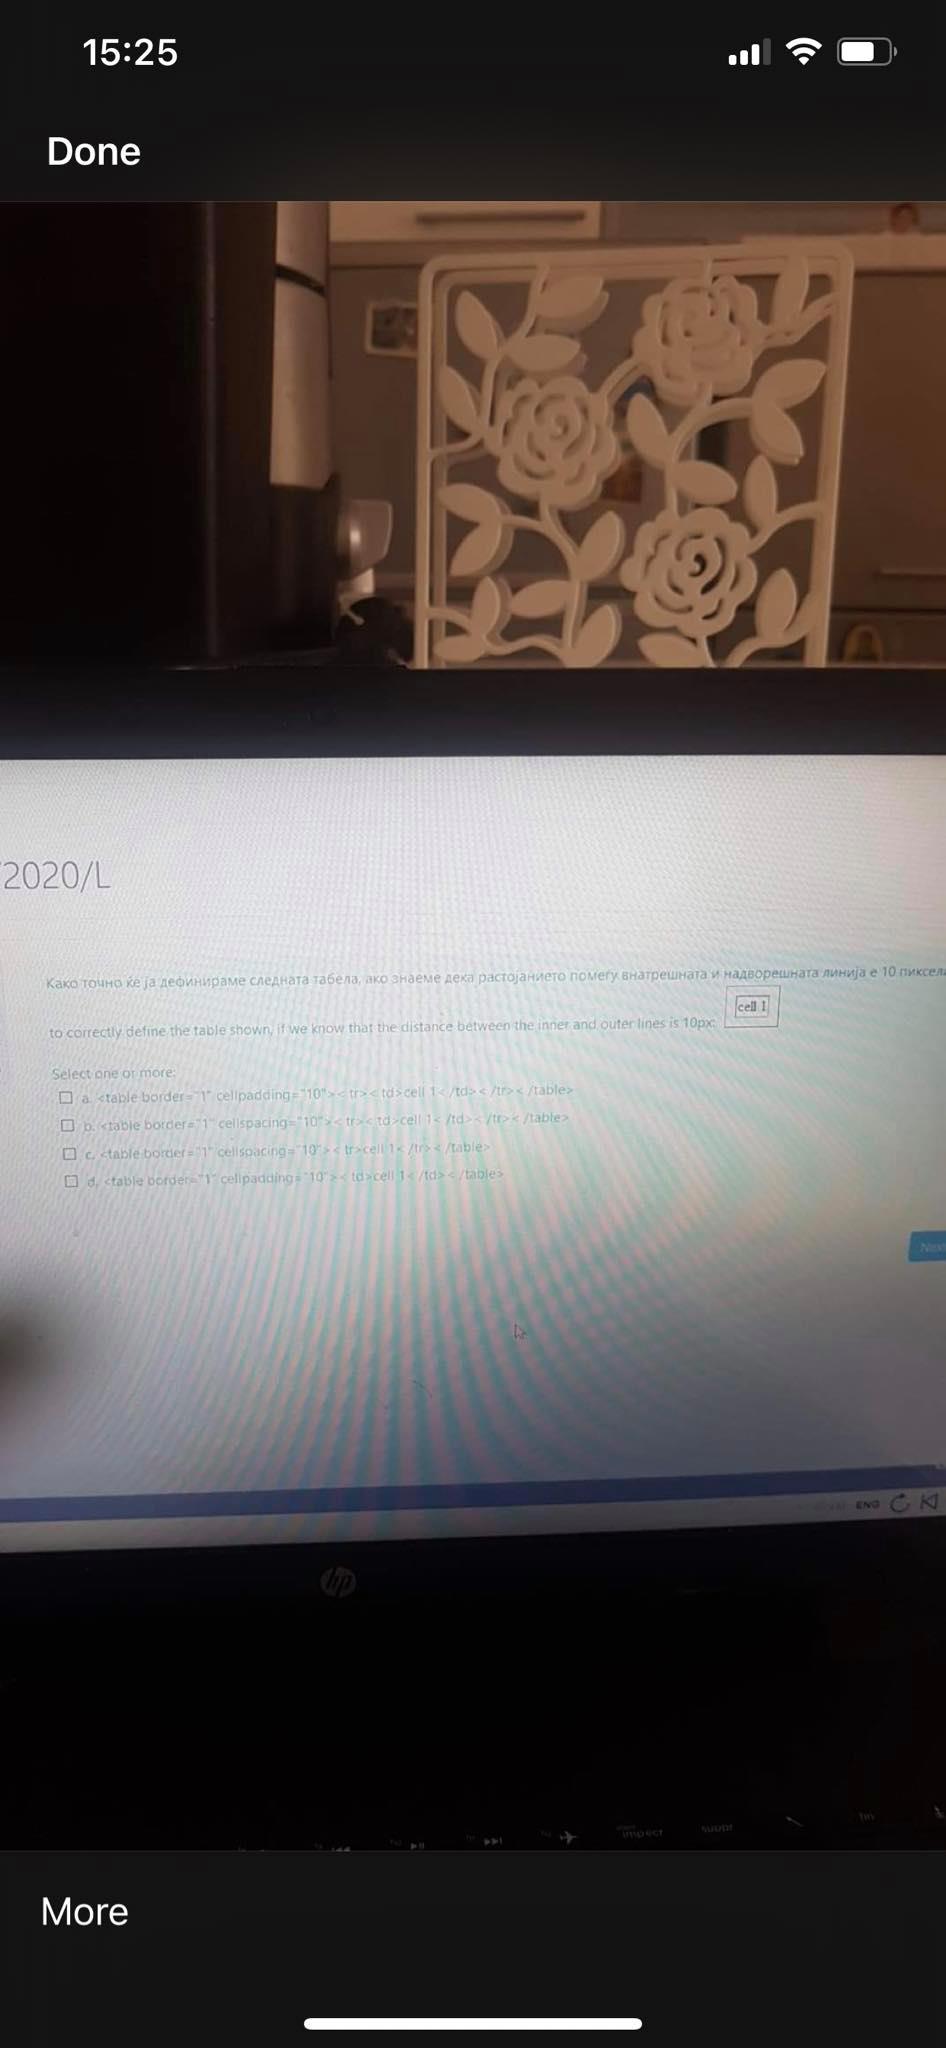 15:25
Done
2020/L
Како точно ќе ја дефинираме следната табела, ако знаеме дека растојанието помеѓу внатрешната и надворешната линија е 10
to correctly define the table shown, if we know that the distance between the inner and outer lines is 10px: cell 1
Select one or more:
a. <table border="1" cellpadding="10">< tr>< td>cell 1< /td>< /tr>< /table>
b. <table border="1" cellspacing="10">< tr>< td>cell 1< /td>< /tr>< /table>
c. <table border="1" cellspacing="10">< tr>cell 1< /tr>< /table>
d. <table border="1" cellpadding="10">< td>cell 1< /td>< /table>
ENG
hp
More